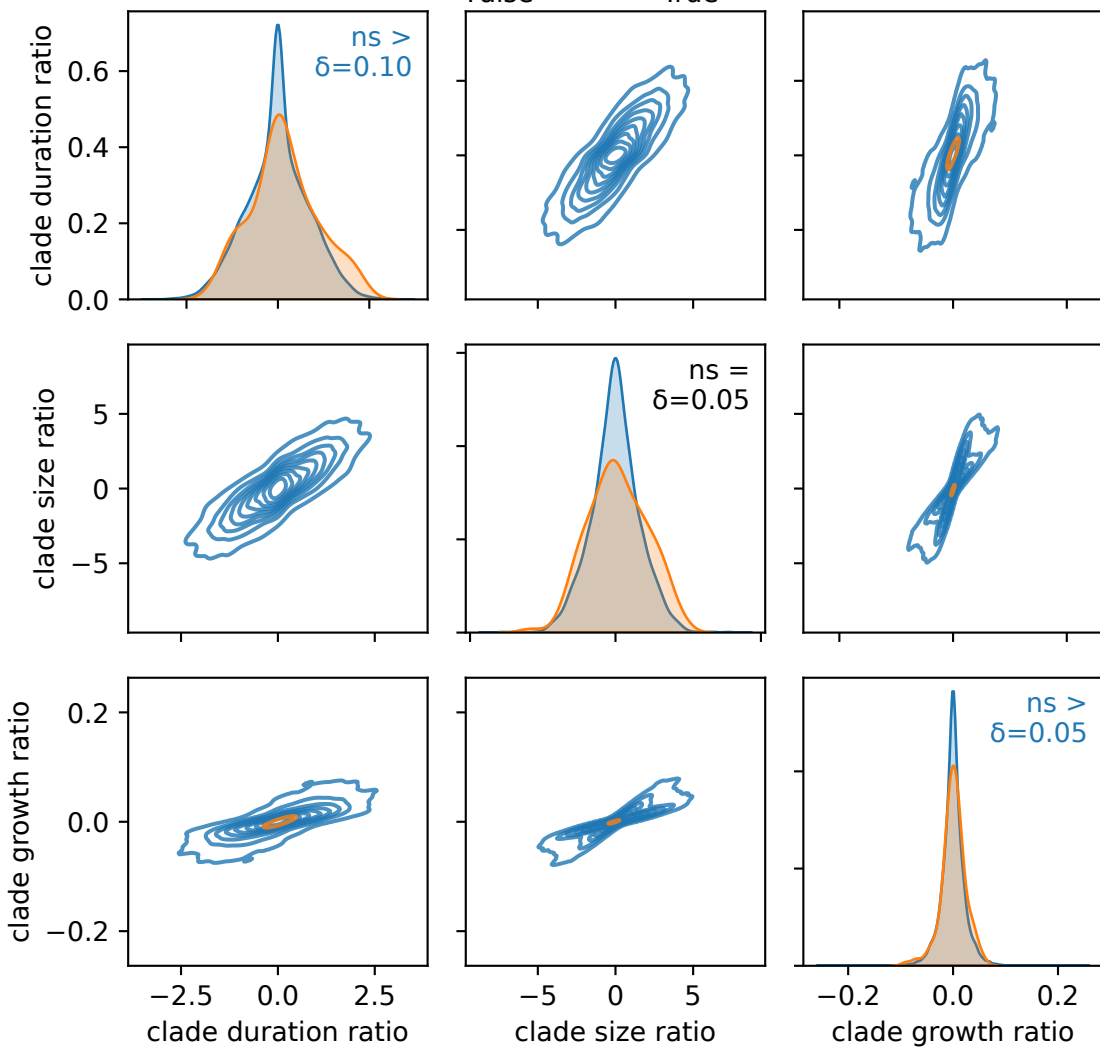 clade duration ratio
0.6
0.4
0.2
0.0
ns >
δ=0.10
clade size ratio
5
0
−5
ns =
δ=0.05
clade growth ratio
0.2
0.0
−0.2
ns >
δ=0.05
−2.5 0.0 2.5
−5 0 5
−0.2 0.0 0.2
clade duration ratio
clade size ratio
clade growth ratio